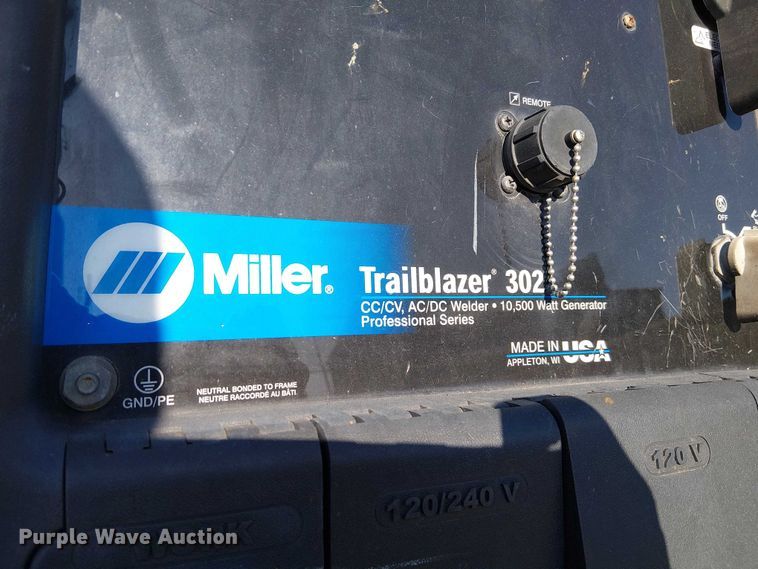 REMOTE
OFF
Miller®
Trailblazer® 302
CC/CV, AC/DC Welder • 10,500 Watt Generator
Professional Series
MADE IN USA
APPLETON, WI
GND/PE
NEUTRAL BONDED TO FRAME
NEUTRE RACCORDÉ AU BÂTI
120 V
120/240 V
WORK
Purple Wave Auction